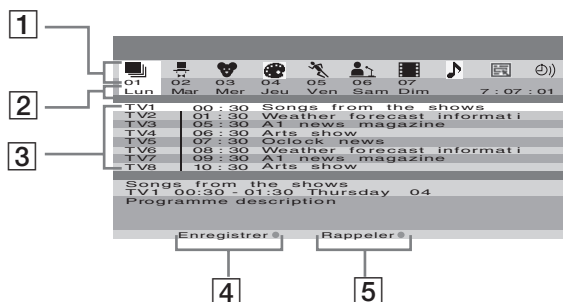 1
01 02 03 04 05 06 07
2
Lun Mar Mer Jeu Ven Sam Dim 7 : 07 : 01
3
TV1 00 : 30 Songs from the shows
TV2 01 : 30 Weather forecast informati
TV3 05 : 30 A1 news magazine
TV4 06 : 30 Arts show
TV5 07 : 30 Oclock news
TV6 08 : 30 Weather forecast informati
TV7 09 : 30 A1 news magazine
TV8 10 : 30 Arts show
Songs from the shows
TV1 00:30 - 01:30 Thursday 04
Programme description
Enregistrer Rappeler
4 5